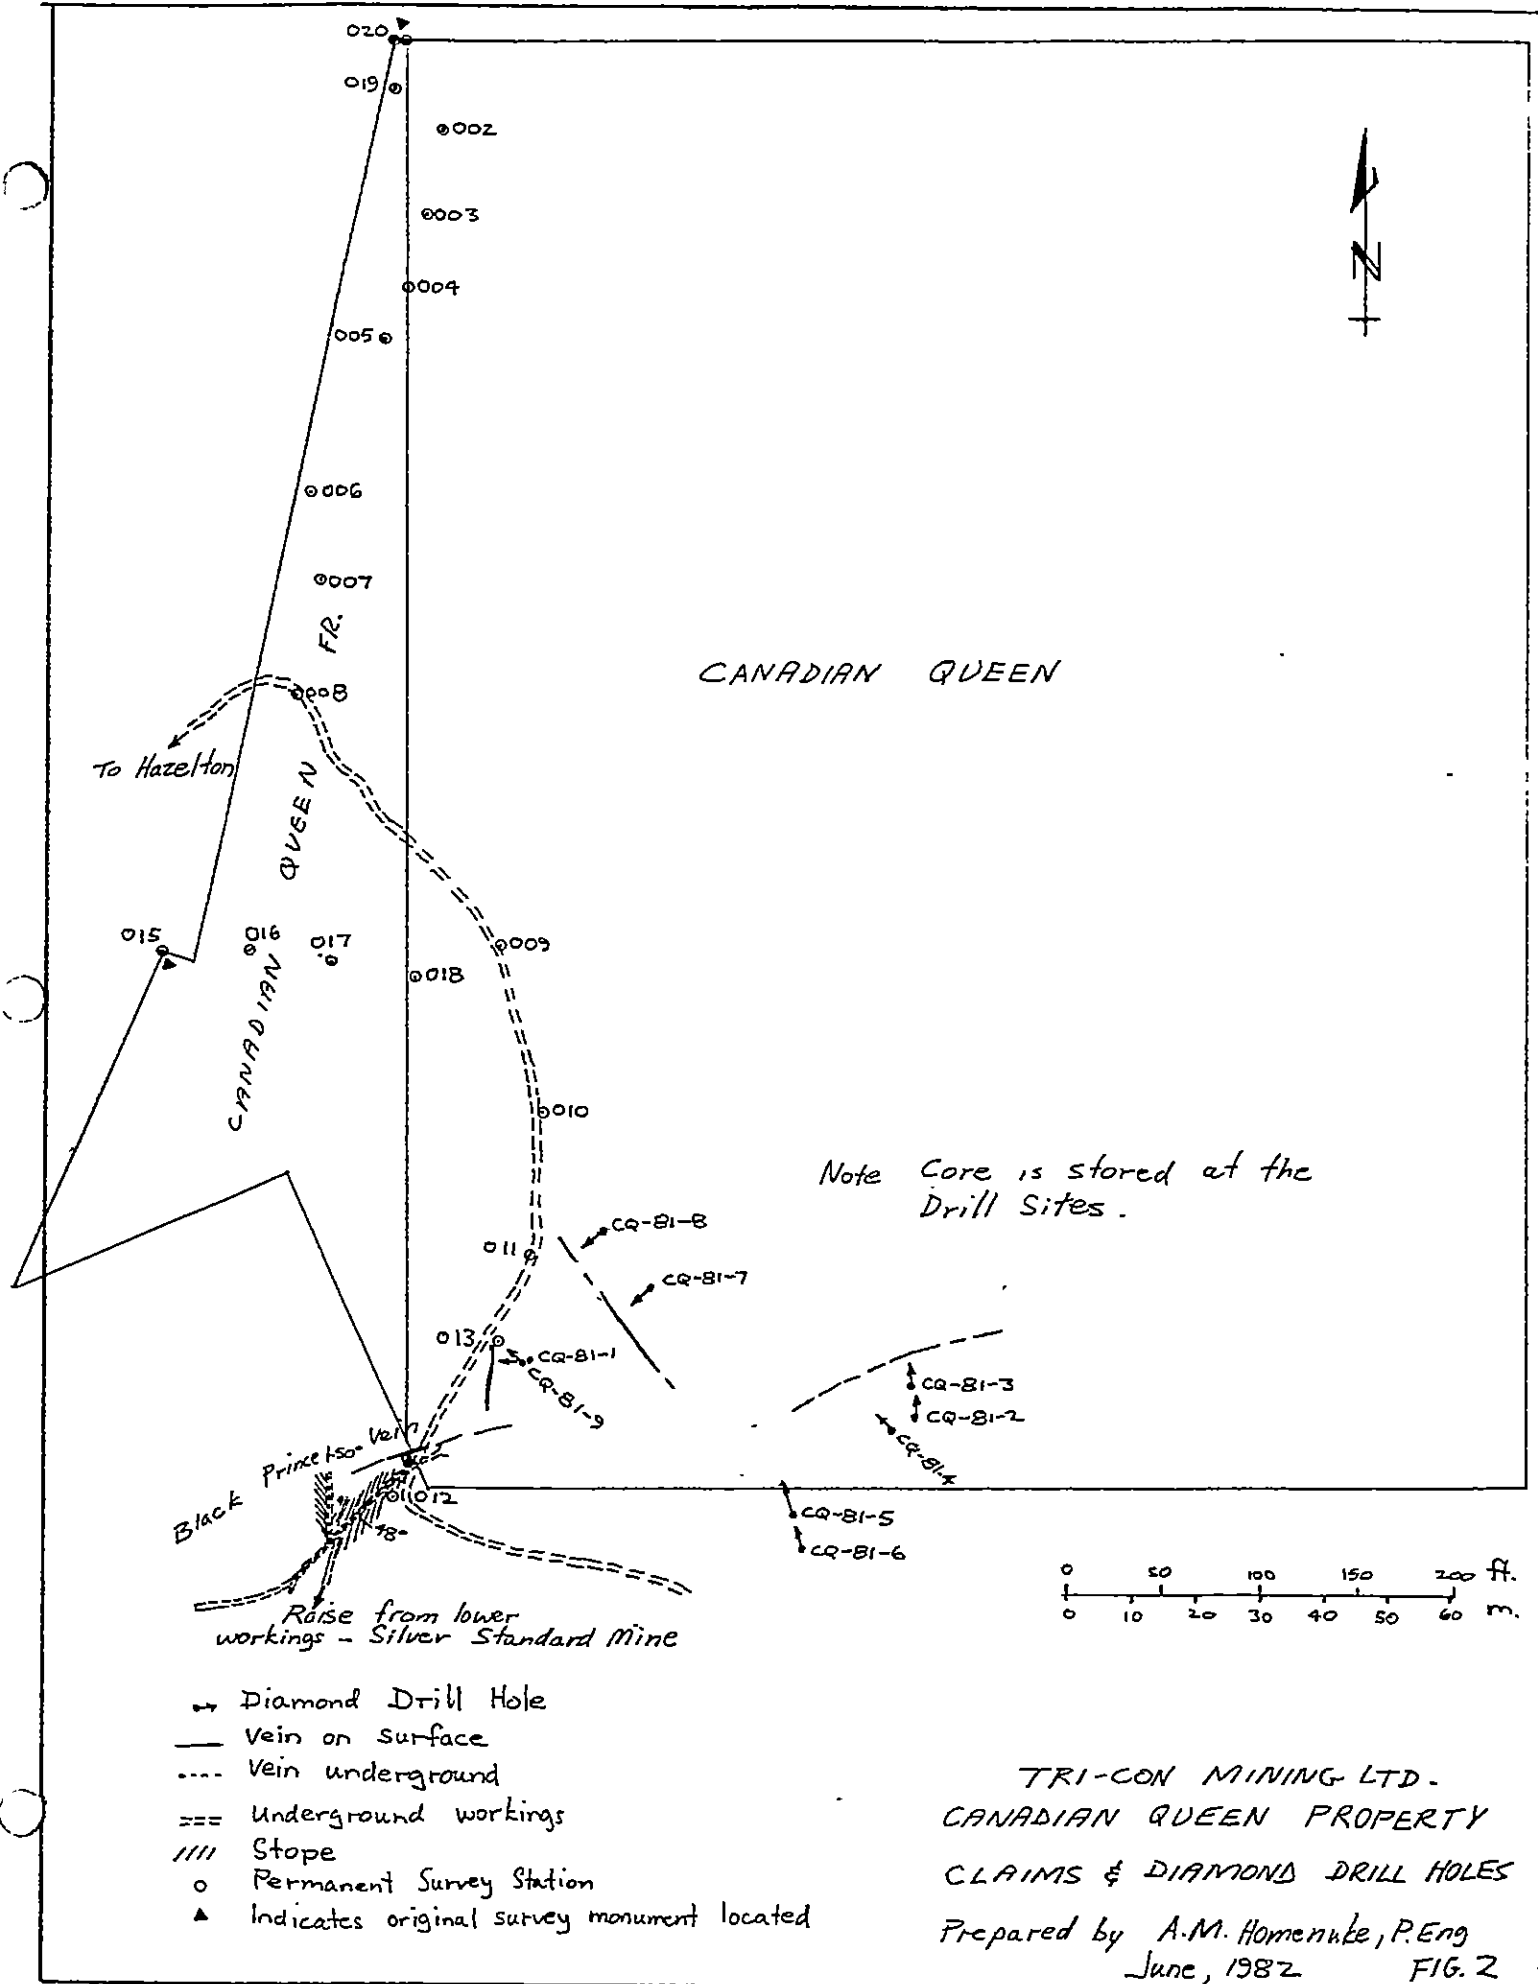 020
019
002
003
004
005
006
007
008
To Hazelton
CANADIAN QUEEN FR.
CANADIAN QUEEN
N
015
016
017
018
009
010
Note Core is stored at the
Drill Sites.
011
CQ-81-8
CQ-81-7
013
CQ-81-1
CQ-81-9
CQ-81-3
CQ-81-2
CQ-81-4
CQ-81-5
CQ-81-6
Black Prince Vein
50°
012
48°
Raise from lower
workings - Silver Standard Mine
0 50 100 150 200 ft.
0 10 20 30 40 50 60 m.
Diamond Drill Hole
Vein on surface
Vein underground
Underground workings
Stope
Permanent Survey Station
Indicates original survey monument located
TRI-CON MINING LTD.
CANADIAN QUEEN PROPERTY
CLAIMS & DIAMOND DRILL HOLES
Prepared by A.M. Homenuke, P.Eng
June, 1982 FIG. 2